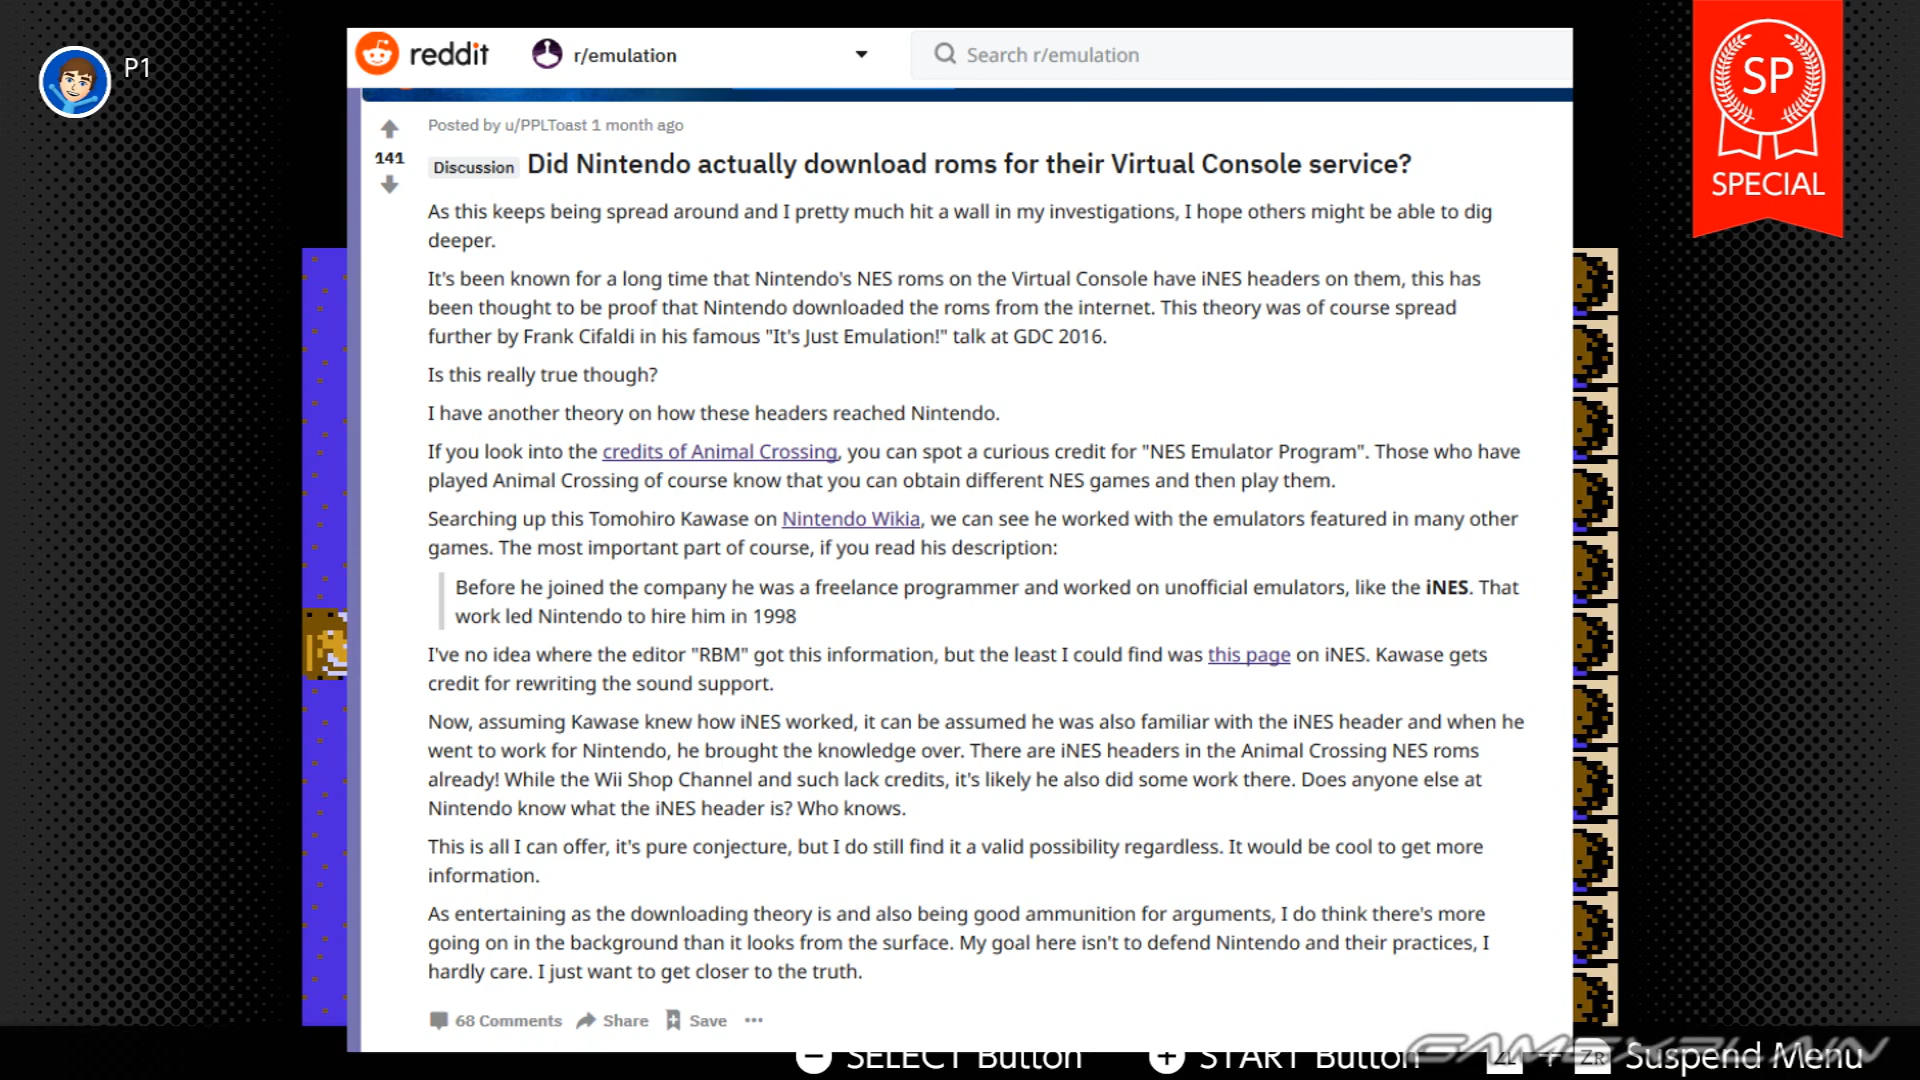 P1
reddit r/emulation Search r/emulation
SP
SPECIAL
Posted by u/PPLToast 1 month ago
141
Discussion Did Nintendo actually download roms for their Virtual Console service?
As this keeps being spread around and I pretty much hit a wall in my investigations, I hope others might be able to dig
deeper.
It's been known for a long time that Nintendo's NES roms on the Virtual Console have iNES headers on them, this has
been thought to be proof that Nintendo downloaded the roms from the internet. This theory was of course spread
further by Frank Cifaldi in his famous "It's Just Emulation!" talk at GDC 2016.
Is this really true though?
I have another theory on how these headers reached Nintendo.
If you look into the credits of Animal Crossing, you can spot a curious credit for "NES Emulator Program". Those who have
played Animal Crossing of course know that you can obtain different NES games and then play them.
Searching up this Tomohiro Kawase on Nintendo Wikia, we can see he worked with the emulators featured in many other
games. The most important part of course, if you read his description:
Before he joined the company he was a freelance programmer and worked on unofficial emulators, like the iNES. That
work led Nintendo to hire him in 1998
I've no idea where the editor "RBM" got this information, but the least I could find was this page on iNES. Kawase gets
credit for rewriting the sound support.
Now, assuming Kawase knew how iNES worked, it can be assumed he was also familiar with the iNES header and when he
went to work for Nintendo, he brought the knowledge over. There are iNES headers in the Animal Crossing NES roms
already! While the Wii Shop Channel and such lack credits, it's likely he also did some work there. Does anyone else at
Nintendo know what the iNES header is? Who knows.
This is all I can offer, it's pure conjecture, but I do still find it a valid possibility regardless. It would be cool to get more
information.
As entertaining as the downloading theory is and also being good ammunition for arguments, I do think there's more
going on in the background than it looks from the surface. My goal here isn't to defend Nintendo and their practices, I
hardly care. I just want to get closer to the truth.
68 Comments Share Save ...
SELECT Button START Button ZL + ZR Suspend Menu
GAMEXPLAIN